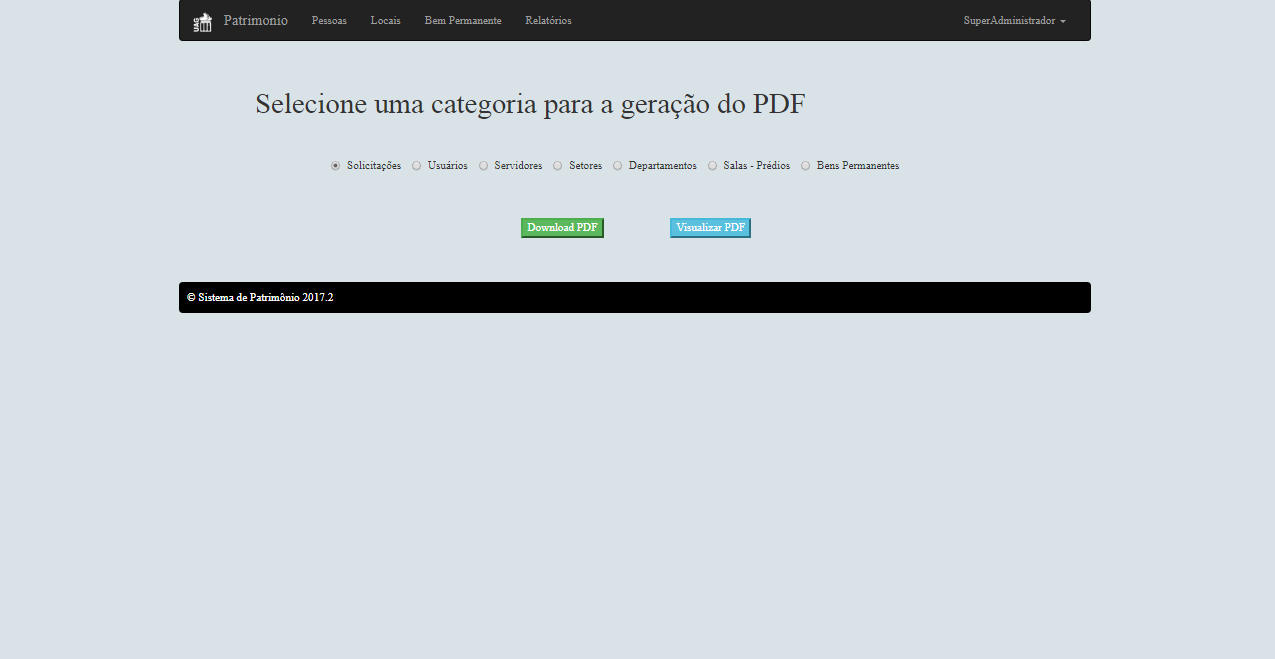 UAG Patrimonio Pessoas Locais Bem Permanente Relatórios SuperAdministrador
Selecione uma categoria para a geração do PDF
Solicitações Usuários Servidores Setores Departamentos Salas - Prédios Bens Permanentes
Download PDF Visualizar PDF
© Sistema de Patrimônio 2017.2